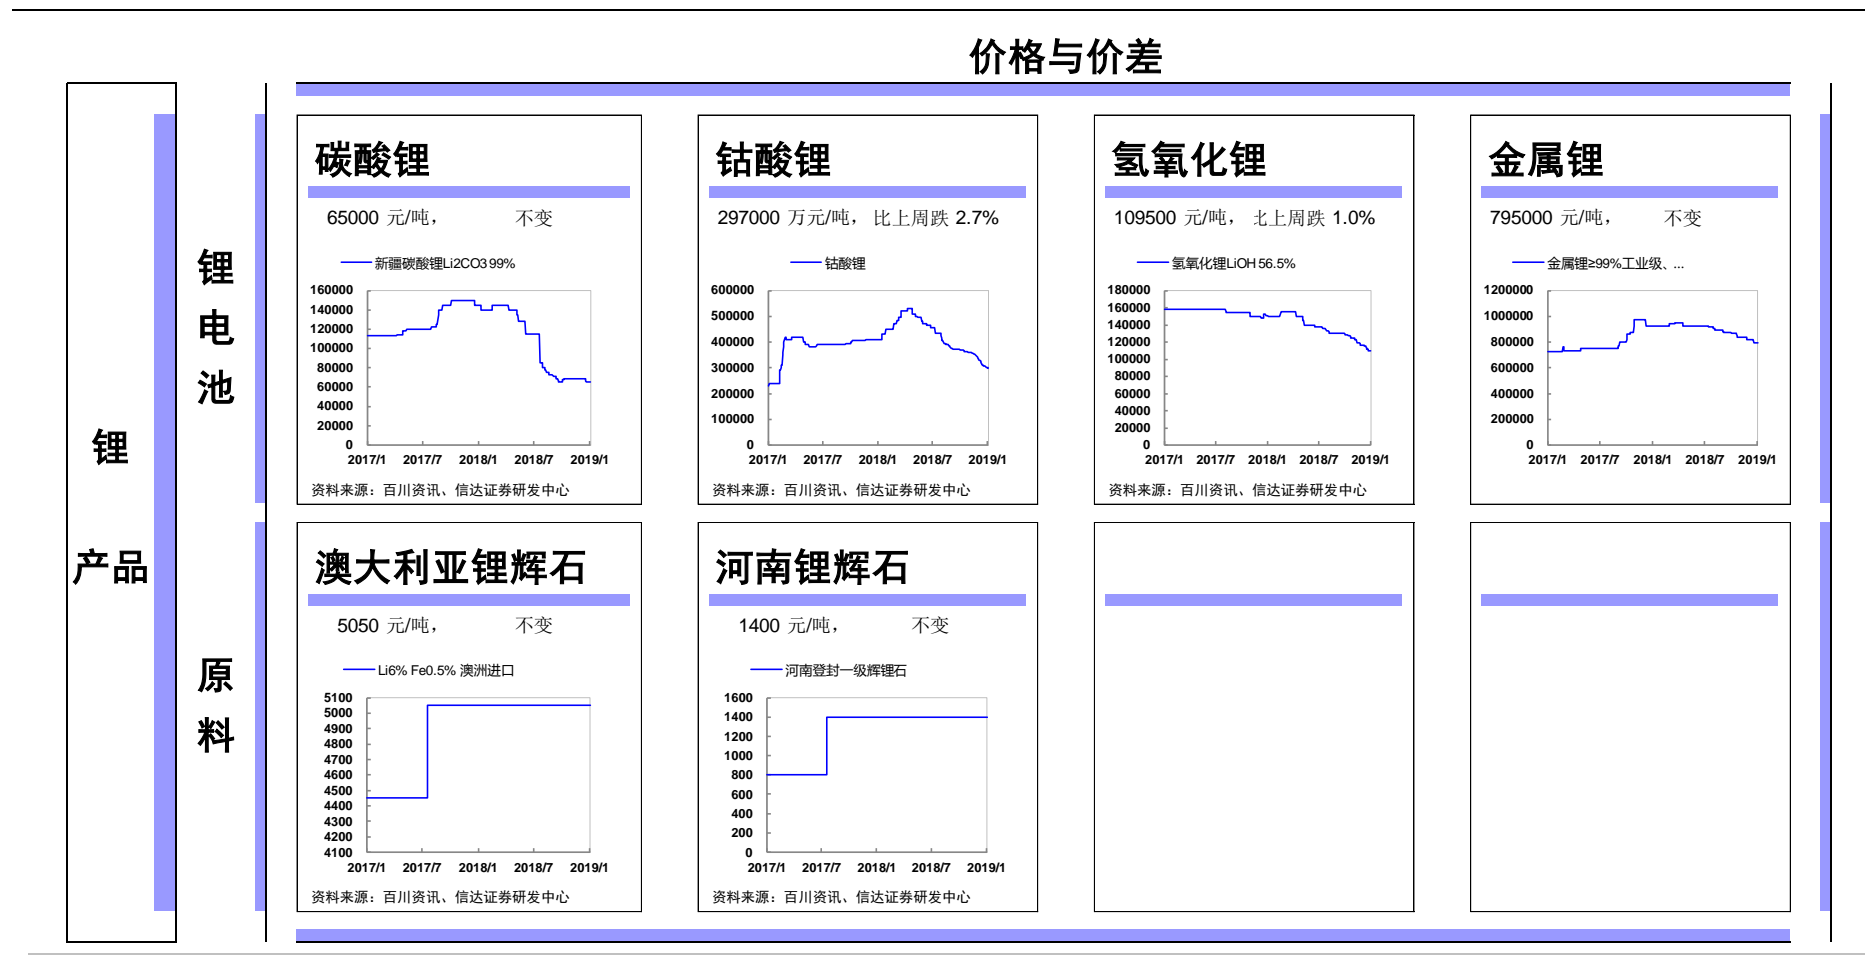 价格与价差
锂
产品
锂
电
池
原
料
碳酸锂
65000 元/吨， 不变
新疆碳酸锂Li2CO3 99%
160000
140000
120000
100000
80000
60000
40000
20000
0
2017/1 2017/7 2018/1 2018/7 2019/1
资料来源：百川资讯、信达证券研发中心
钴酸锂
297000 万元/吨， 比上周跌 2.7%
钴酸锂
600000
500000
400000
300000
200000
100000
0
2017/1 2017/7 2018/1 2018/7 2019/1
资料来源：百川资讯、信达证券研发中心
氢氧化锂
109500 元/吨， 比上周跌 1.0%
氢氧化锂LiOH 56.5%
180000
160000
140000
120000
100000
80000
60000
40000
20000
0
2017/1 2017/7 2018/1 2018/7 2019/1
资料来源：百川资讯、信达证券研发中心
金属锂
795000 元/吨， 不变
金属锂≥99%工业级、...
1200000
1000000
800000
600000
400000
200000
0
2017/1 2017/7 2018/1 2018/7 2019/1
澳大利亚锂辉石
5050 元/吨， 不变
Li6% Fe0.5% 澳洲进口
5100
5000
4900
4800
4700
4600
4500
4400
4300
4200
4100
2017/1 2017/7 2018/1 2018/7 2019/1
资料来源：百川资讯、信达证券研发中心
河南锂辉石
1400 元/吨， 不变
河南登封一级辉锂石
1600
1400
1200
1000
800
600
400
200
0
2017/1 2017/7 2018/1 2018/7 2019/1
资料来源：百川资讯、信达证券研发中心